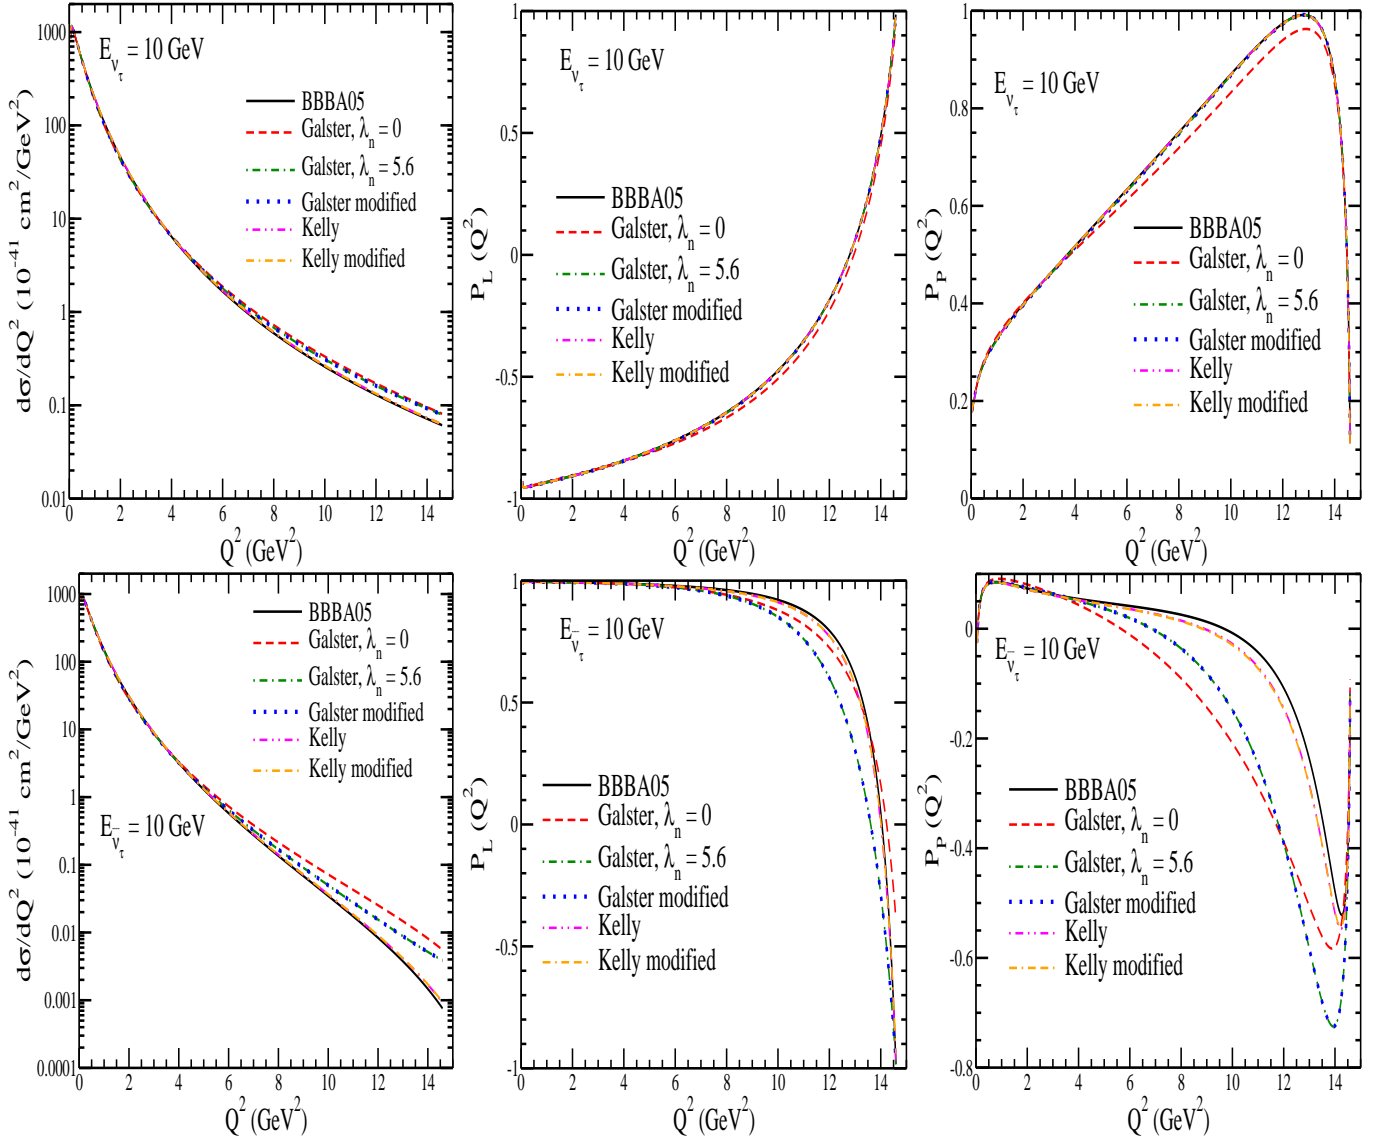 dσ/dQ² (10⁻⁴¹ cm²/GeV²)
1000
100
10
1
0.1
0.01
E_ν_τ = 10 GeV
BBBA05
Galster, λ_n = 0
Galster, λ_n = 5.6
Galster modified
Kelly
Kelly modified
0 2 4 6 8 10 12 14
Q² (GeV²)
P_L (Q²)
1
0.5
0
-0.5
-1
E_ν_τ = 10 GeV
BBBA05
Galster, λ_n = 0
Galster, λ_n = 5.6
Galster modified
Kelly
Kelly modified
0 2 4 6 8 10 12 14
Q² (GeV²)
P_P (Q²)
1
0.8
0.6
0.4
0.2
0
E_ν_τ = 10 GeV
BBBA05
Galster, λ_n = 0
Galster, λ_n = 5.6
Galster modified
Kelly
Kelly modified
0 2 4 6 8 10 12 14
Q² (GeV²)
dσ/dQ² (10⁻⁴¹ cm²/GeV²)
1000
100
10
1
0.1
0.01
0.001
0.0001
BBBA05
Galster, λ_n = 0
Galster, λ_n = 5.6
Galster modified
Kelly
Kelly modified
E_ν̅_τ = 10 GeV
0 2 4 6 8 10 12 14
Q² (GeV²)
P_L (Q²)
1
0.5
0
-0.5
-1
E_ν̅_τ = 10 GeV
BBBA05
Galster, λ_n = 0
Galster, λ_n = 5.6
Galster modified
Kelly
Kelly modified
0 2 4 6 8 10 12 14
Q² (GeV²)
P_P (Q²)
0
-0.2
-0.4
-0.6
-0.8
E_ν̅_τ = 10 GeV
BBBA05
Galster, λ_n = 0
Galster, λ_n = 5.6
Galster modified
Kelly
Kelly modified
0 2 4 6 8 10 12 14
Q² (GeV²)